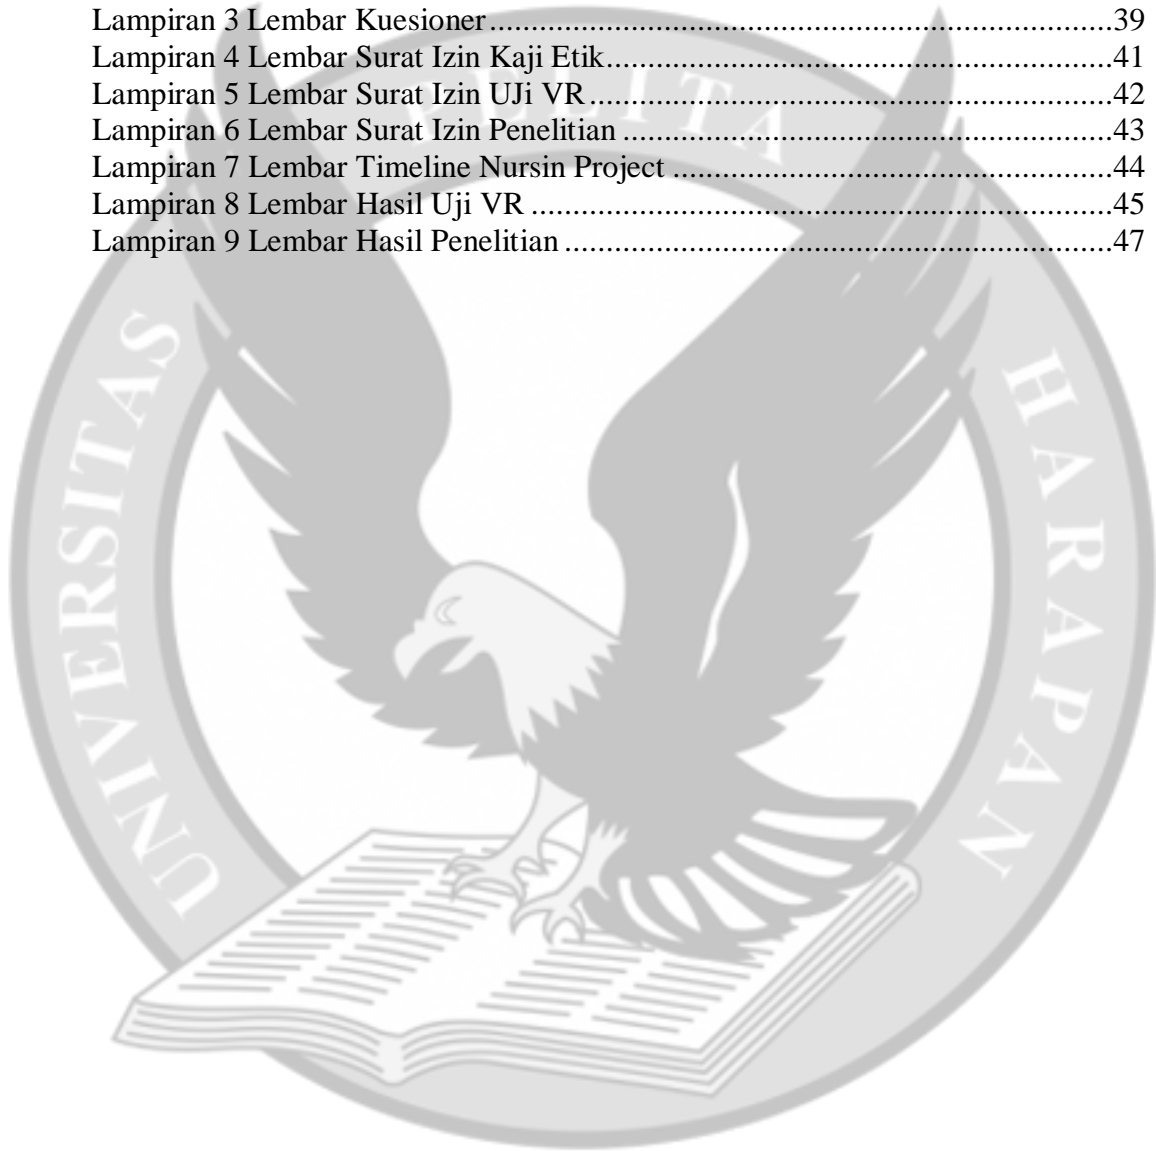 Lampiran 3 Lembar Kuesioner........................................................................39
Lampiran 4 Lembar Surat Izin Kaji Etik.........................................................41
Lampiran 5 Lembar Surat Izin UJi VR...........................................................42
Lampiran 6 Lembar Surat Izin Penelitian.......................................................43
Lampiran 7 Lembar Timeline Nursin Project.................................................44
Lampiran 8 Lembar Hasil Uji VR...................................................................45
Lampiran 9 Lembar Hasil Penelitian..............................................................47
UNIVERSITAS PELITA HARAPAN